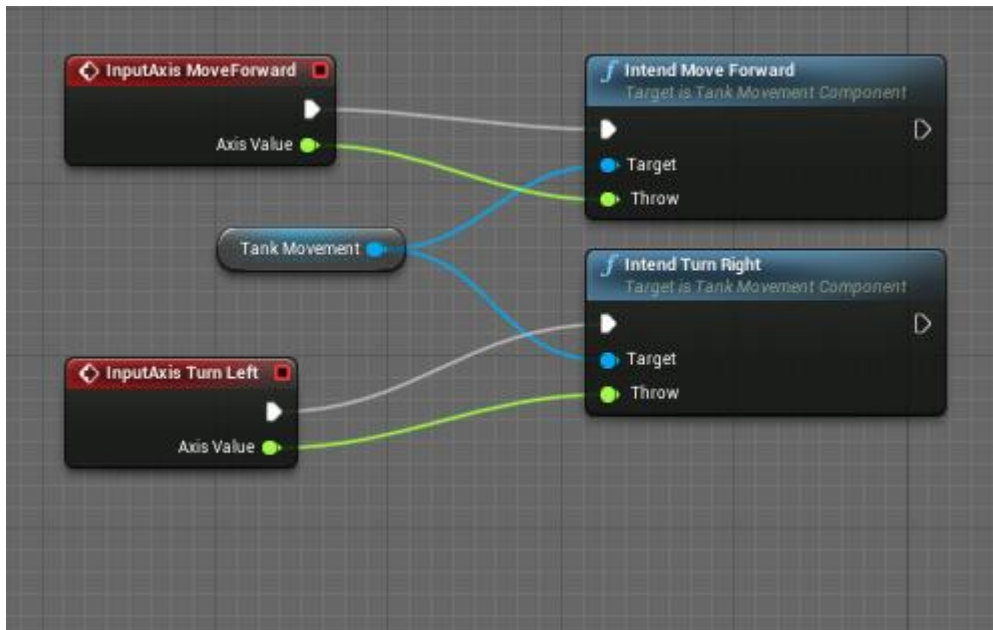 InputAxis MoveForward
Axis Value
Intend Move Forward
Target is Tank Movement Component
Target
Throw
Tank Movement
Intend Turn Right
Target is Tank Movement Component
Target
Throw
InputAxis Turn Left
Axis Value